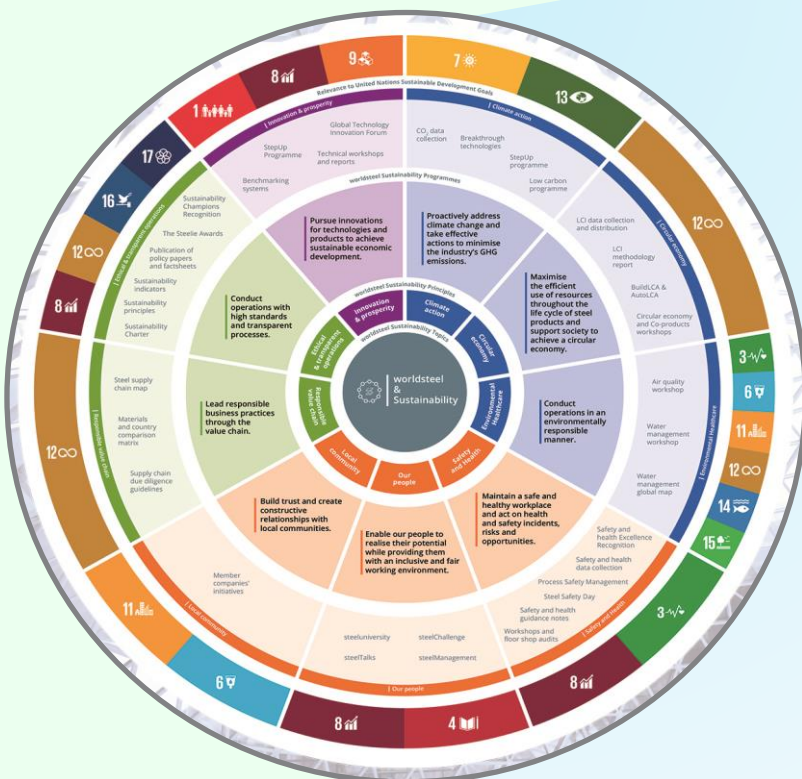 worldsteel
&
Sustainability
worldsteel Sustainability Topics
Innovation
& prosperity
Climate
action
Circular
economy
Environmental
Healthcare
Safety
and Health
Our
people
Local
community
Responsible
value chain
Ethical
& transparent
operations
worldsteel Sustainability Principles
Pursue innovations
for technologies and
products to achieve
sustainable economic
development.
Proactively address
climate change and
take effective
actions to minimise
the industry's GHG
emissions.
Maximise
the efficient
use of resources
throughout the
life cycle of steel
products and
support society to
achieve a circular
economy.
Conduct
operations in an
environmentally
responsible
manner.
Maintain a safe and
healthy workplace
and act on health
and safety incidents,
risks and
opportunities.
Enable our people to
realise their potential
while providing them
with an inclusive and fair
working environment.
Build trust and create
constructive
relationships with
local communities.
Lead responsible
business practices
through the
value chain.
Conduct
operations with
high standards
and transparent
processes.
worldsteel Sustainability Programmes
Global Technology
Innovation Forum
StepUp
Programme
Technical workshops
and reports
Benchmarking
systems
CO2 data
collection
Breakthrough
technologies
StepUp
programme
Low carbon
programme
LCI data collection
and distribution
LCI
methodology
report
BuildLCA &
AutoLCA
Circular economy
and Co-products
workshops
Air quality
workshop
Water
management
workshop
Water
management
global map
Safety and
health Excellence
Recognition
Safety and health
data collection
Process Safety Management
Steel Safety Day
Safety and health
guidance notes
Workshops and
floor shop audits
steeluniversity
steelChallenge
steelTalks
steelManagement
Member
companies'
initiatives
Steel supply
chain map
Materials
and country
comparison
matrix
Supply chain
due diligence
guidelines
Sustainability
Champions
Recognition
The Steelie Awards
Publication of
policy papers
and factsheets
Sustainability
indicators
Sustainability
principles
Sustainability
Charter
Relevance to United Nations Sustainable Development Goals
| Innovation & prosperity
| Climate action
| Circular economy
| Environmental Healthcare
| Safety and Health
| Our people
| Local community
| Responsible value chain
| Ethical & transparent operations
1
8
9
7
13
12
3
6
11
12
14
15
3
8
4
8
6
11
12
8
12
16
17